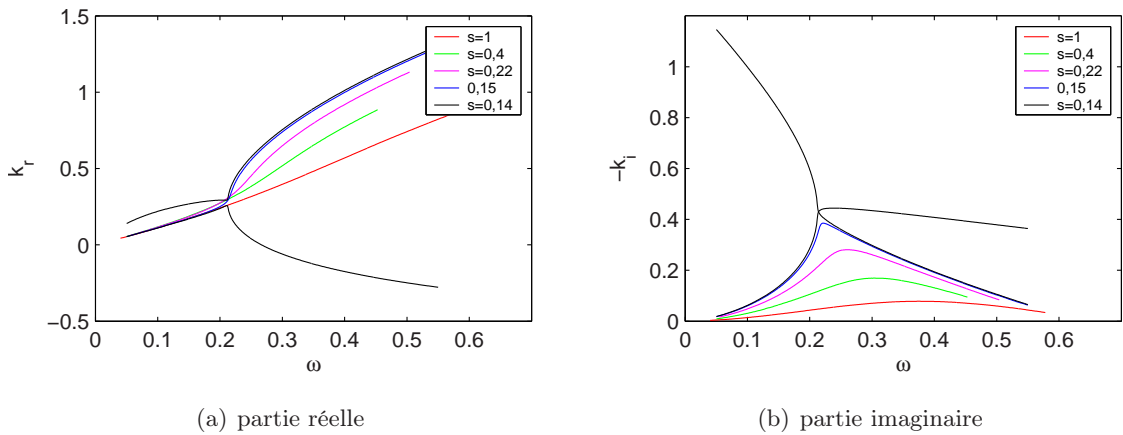 1.5
1
0.5
0
−0.5
k_r
0
0.1
0.2
0.3
0.4
0.5
0.6
ω
s=1
s=0,4
s=0,22
0,15
s=0,14
(a) partie réelle
1
0.8
0.6
0.4
0.2
0
−k_i
0
0.1
0.2
0.3
0.4
0.5
0.6
ω
s=1
s=0,4
s=0,22
0,15
s=0,14
(b) partie imaginaire